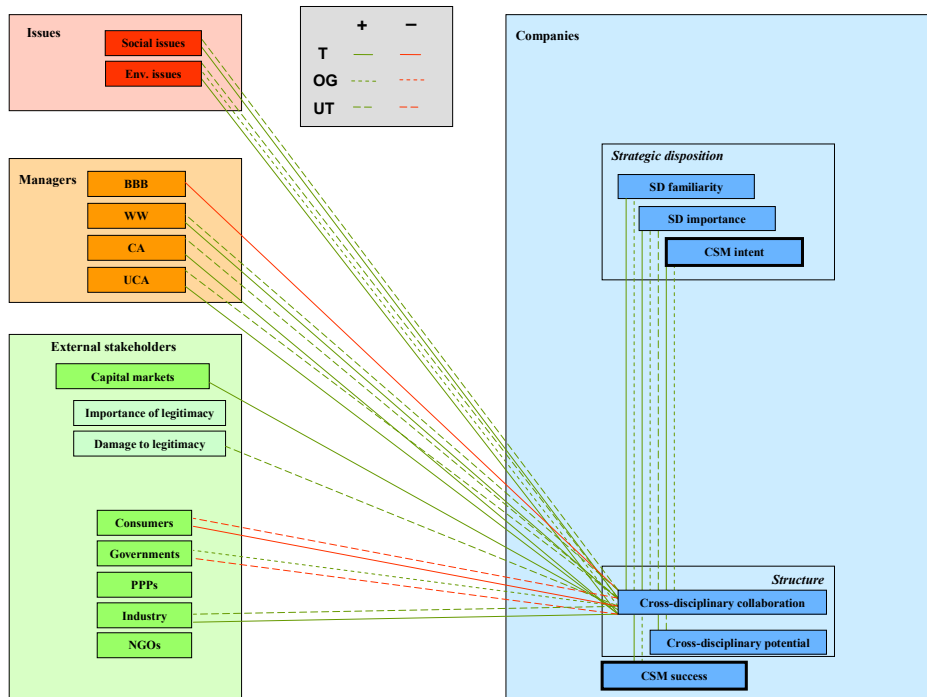 Issues
Social issues
Env. issues
+ −
T
OG
UT
Companies
Managers
BBB
WW
CA
UCA
Strategic disposition
SD familiarity
SD importance
CSM intent
External stakeholders
Capital markets
Importance of legitimacy
Damage to legitimacy
Consumers
Governments
PPPs
Industry
NGOs
Structure
Cross-disciplinary collaboration
Cross-disciplinary potential
CSM success